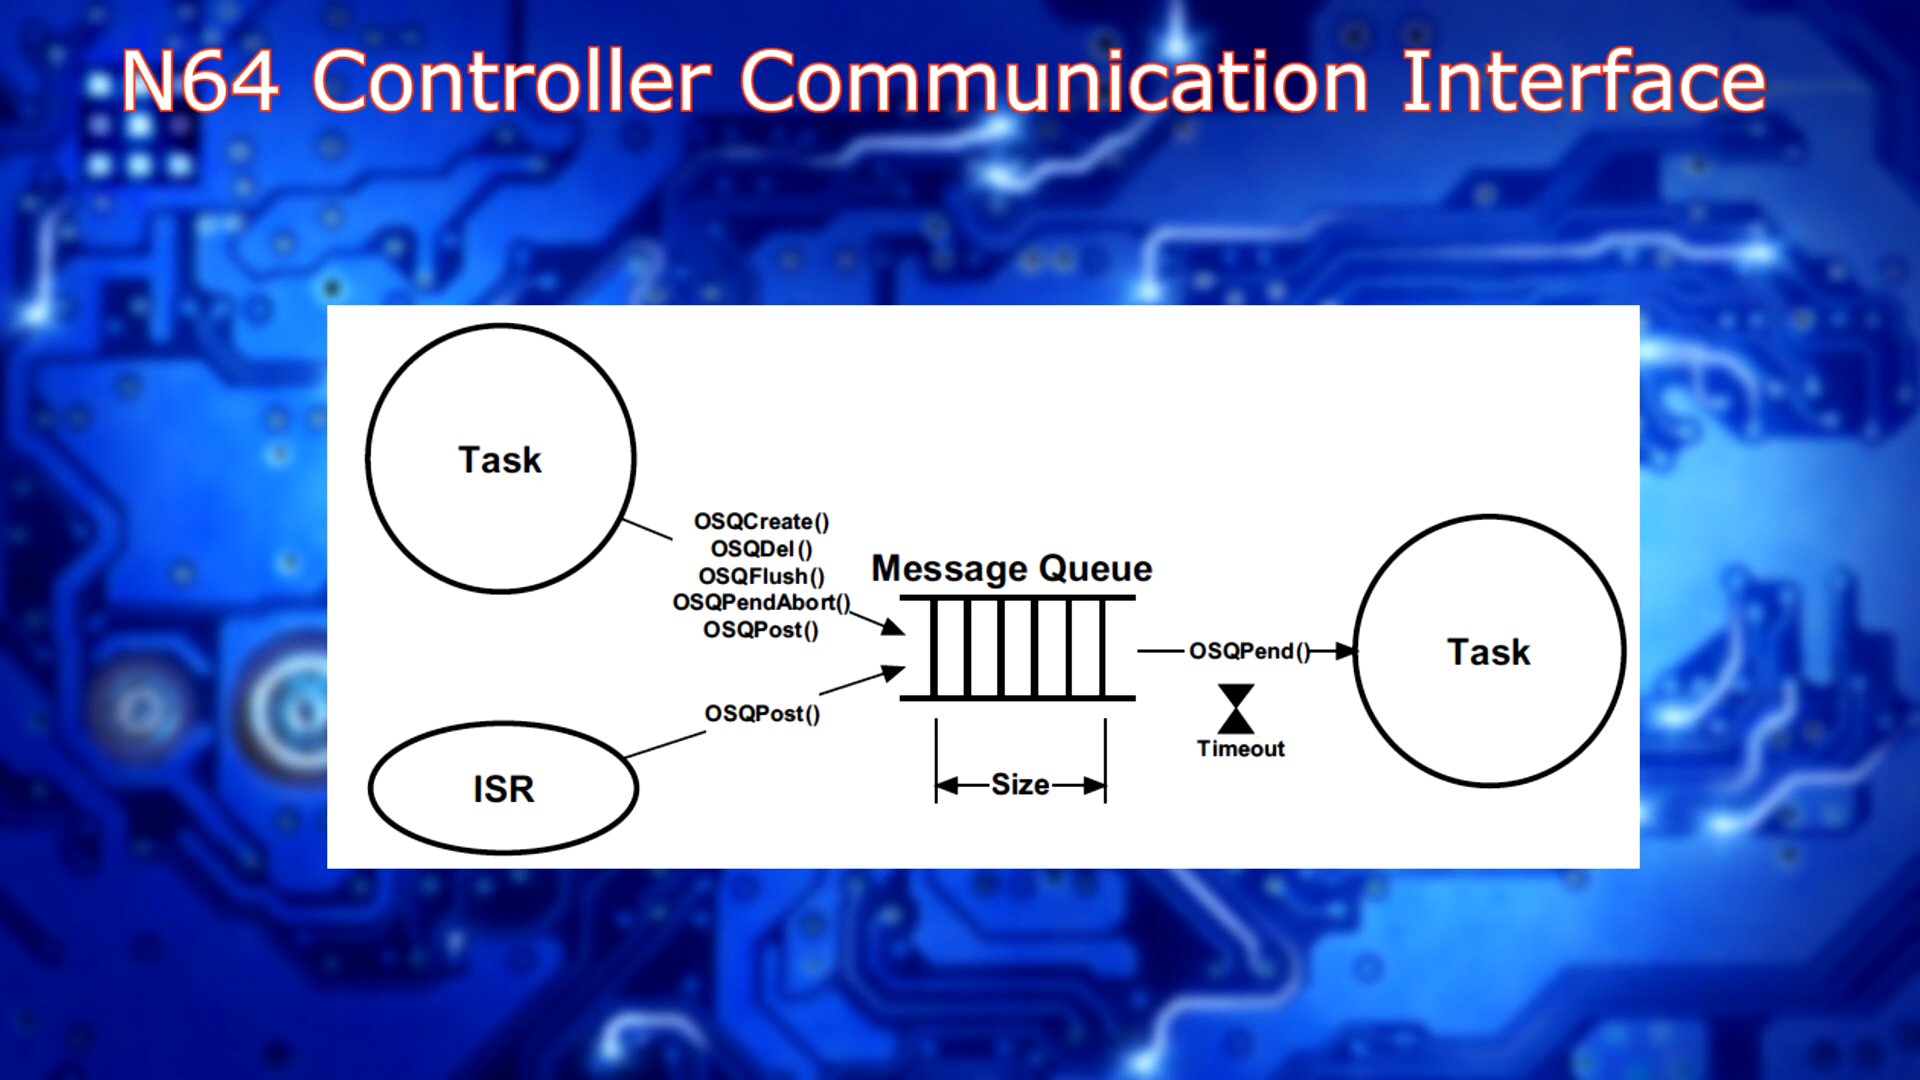 N64 Controller Communication Interface
Task
OSQCreate()
OSQDel()
OSQFlush()
OSQPendAbort()
OSQPost()
Message Queue
OSQPend()
Task
Timeout
OSQPost()
ISR
Size